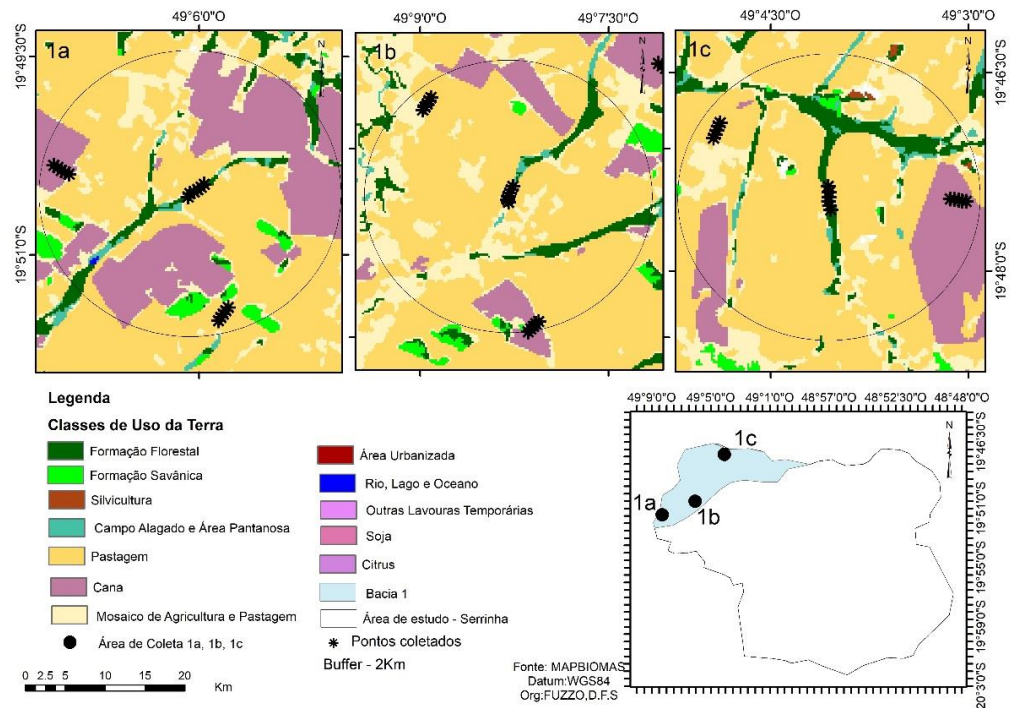 49°6'0"O
49°9'0"O
49°7'30"O
49°4'30"O
49°3'0"O
1a
N
1b
N
1c
N
19°49'30"S
19°51'0"S
19°46'30"S
19°48'0"S
Legenda
Classes de Uso da Terra
Formação Florestal
Formação Savânica
Silvicultura
Campo Alagado e Área Pantanosa
Pastagem
Cana
Mosaico de Agricultura e Pastagem
Área de Coleta 1a, 1b, 1c
Área Urbanizada
Rio, Lago e Oceano
Outras Lavouras Temporárias
Soja
Citrus
Bacia 1
Área de estudo - Serrinha
Pontos coletados
Buffer - 2Km
0 2.5 5 10 15 20
Km
Fonte: MAPBIOMAS
Datum:WGS84
Org:FUZZO,D.F.S
49°9'0"O 49°5'0"O 49°1'0"O 48°57'0"O 48°52'30"O 48°48'0"O
N
1c
1a
1b
19°46'30"S
19°51'0"S
19°55'0"S
19°59'0"S
20°3'0"S